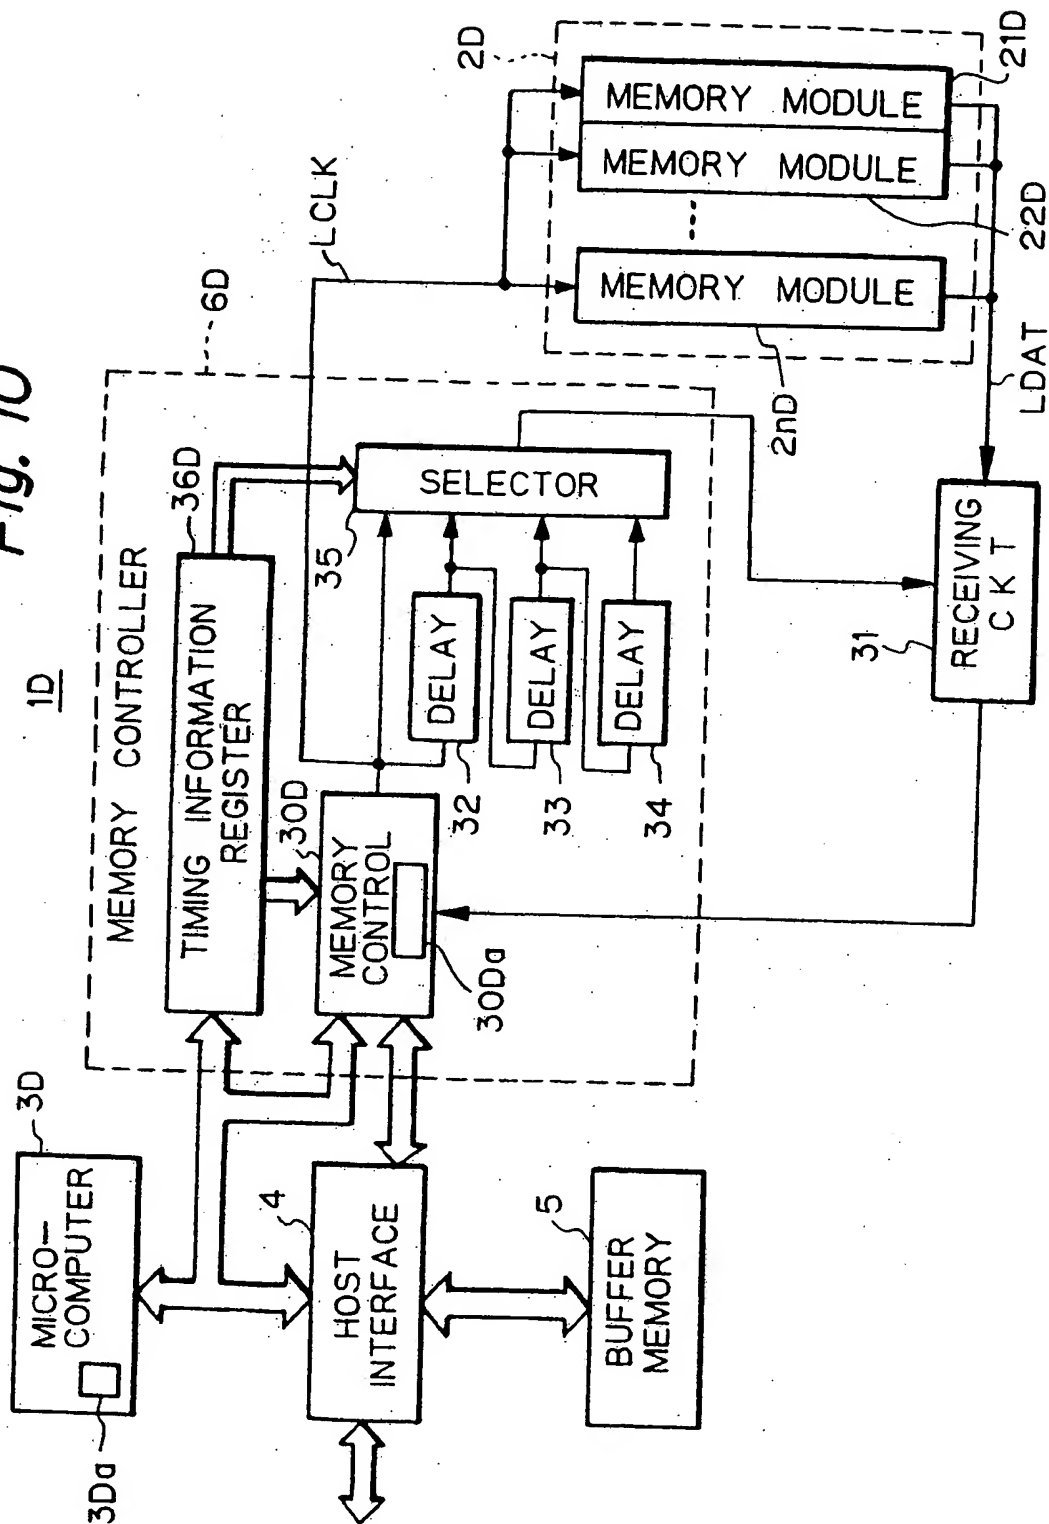 Fig. 10
1D
MEMORY CONTROLLER
6D
TIMING INFORMATION
REGISTER
36D
30D
MEMORY
CONTROL
30Da
SELECTOR
35
DELAY
32
DELAY
33
DELAY
34
LCLK
2D
MEMORY MODULE
21D
MEMORY MODULE
22D
MEMORY MODULE
2nD
LDAT
RECEIVING
CKT
31
MICRO-
COMPUTER
3D
3Da
HOST
INTERFACE
4
BUFFER
MEMORY
5